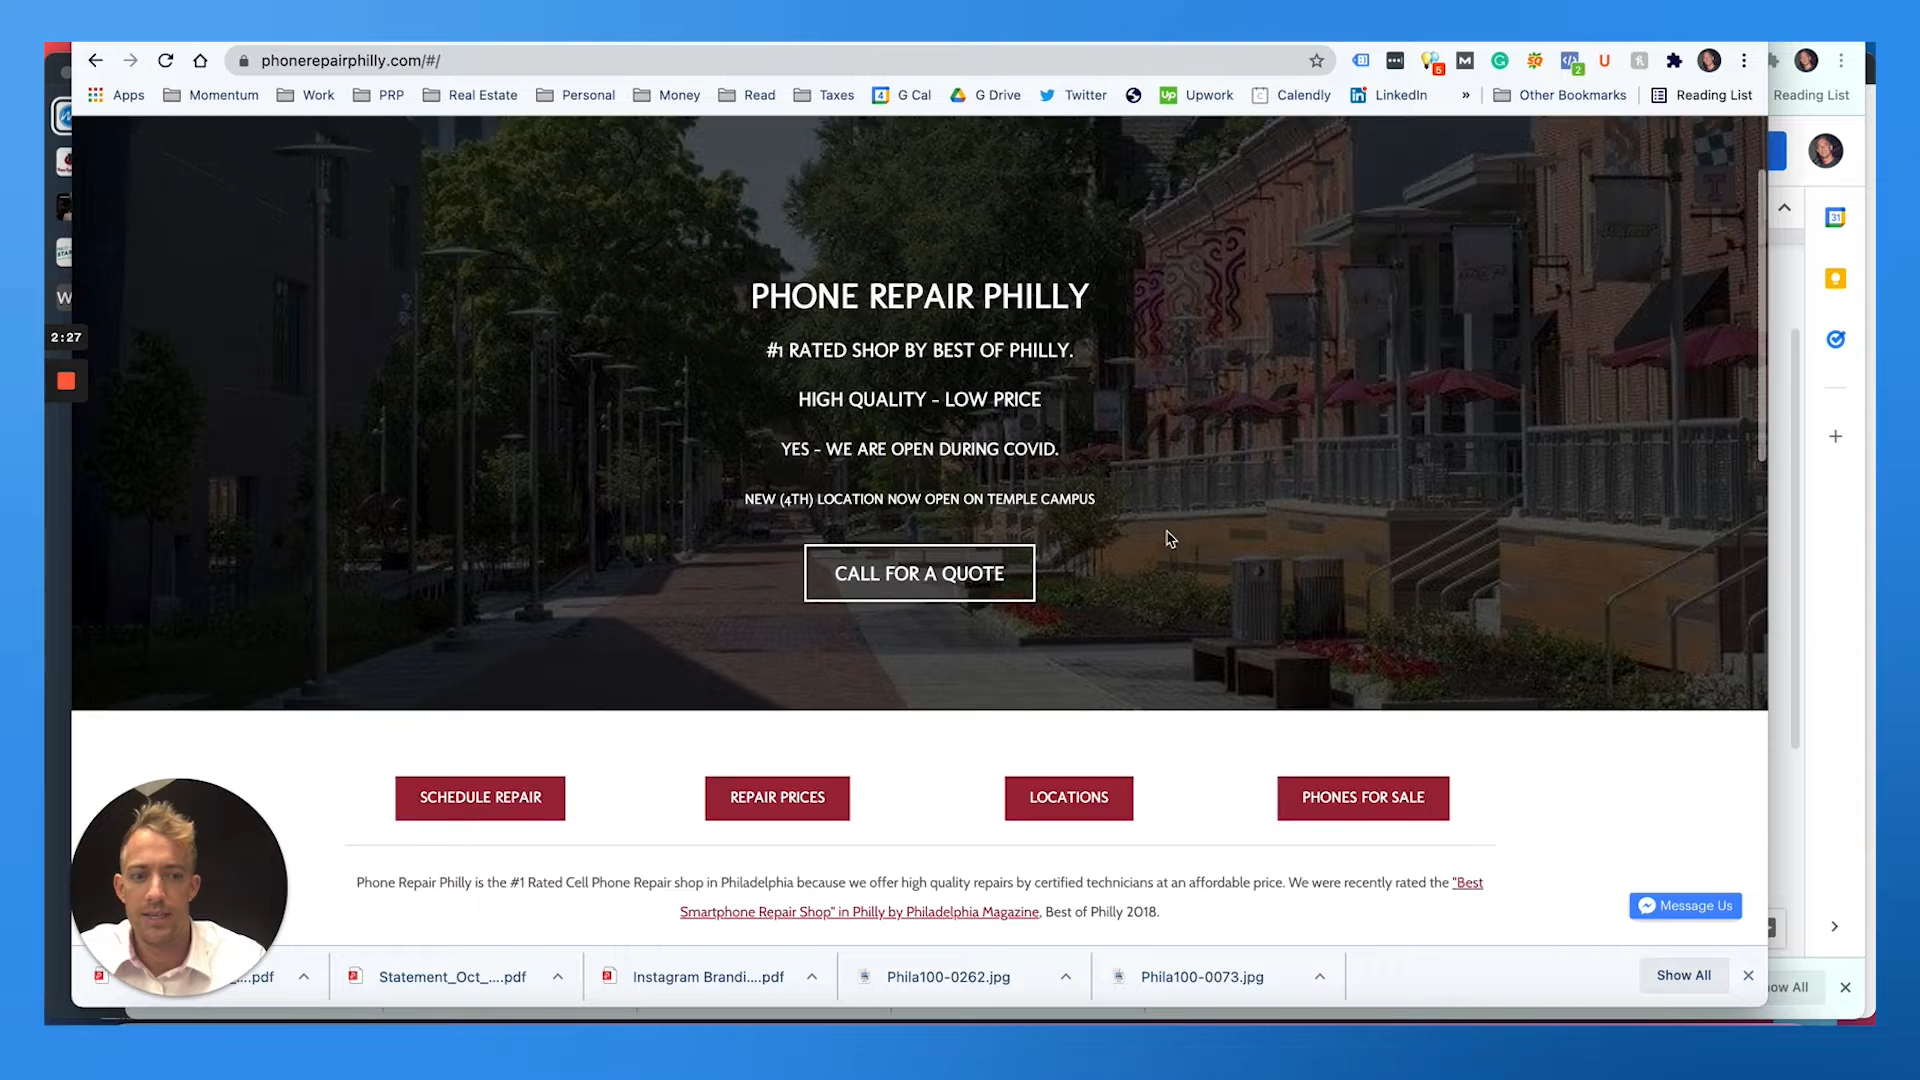 phonerepairphilly.com/#/
5
2
Apps
Momentum
Work
PRP
Real Estate
Personal
Money
Read
Taxes
G Cal
G Drive
Twitter
Upwork
Calendly
LinkedIn
»
Other Bookmarks
Reading List
Reading List
31
W
2:27
PHONE REPAIR PHILLY
#1 RATED SHOP BY BEST OF PHILLY.
HIGH QUALITY - LOW PRICE
YES - WE ARE OPEN DURING COVID.
NEW (4TH) LOCATION NOW OPEN ON TEMPLE CAMPUS
CALL FOR A QUOTE
SCHEDULE REPAIR
REPAIR PRICES
LOCATIONS
PHONES FOR SALE
Phone Repair Philly is the #1 Rated Cell Phone Repair shop in Philadelphia because we offer high quality repairs by certified technicians at an affordable price. We were recently rated the "Best
Smartphone Repair Shop" in Philly by Philadelphia Magazine, Best of Philly 2018.
Message Us
....pdf
Statement_Oct_....pdf
Instagram Brandi....pdf
Phila100-0262.jpg
Phila100-0073.jpg
Show All
ow All